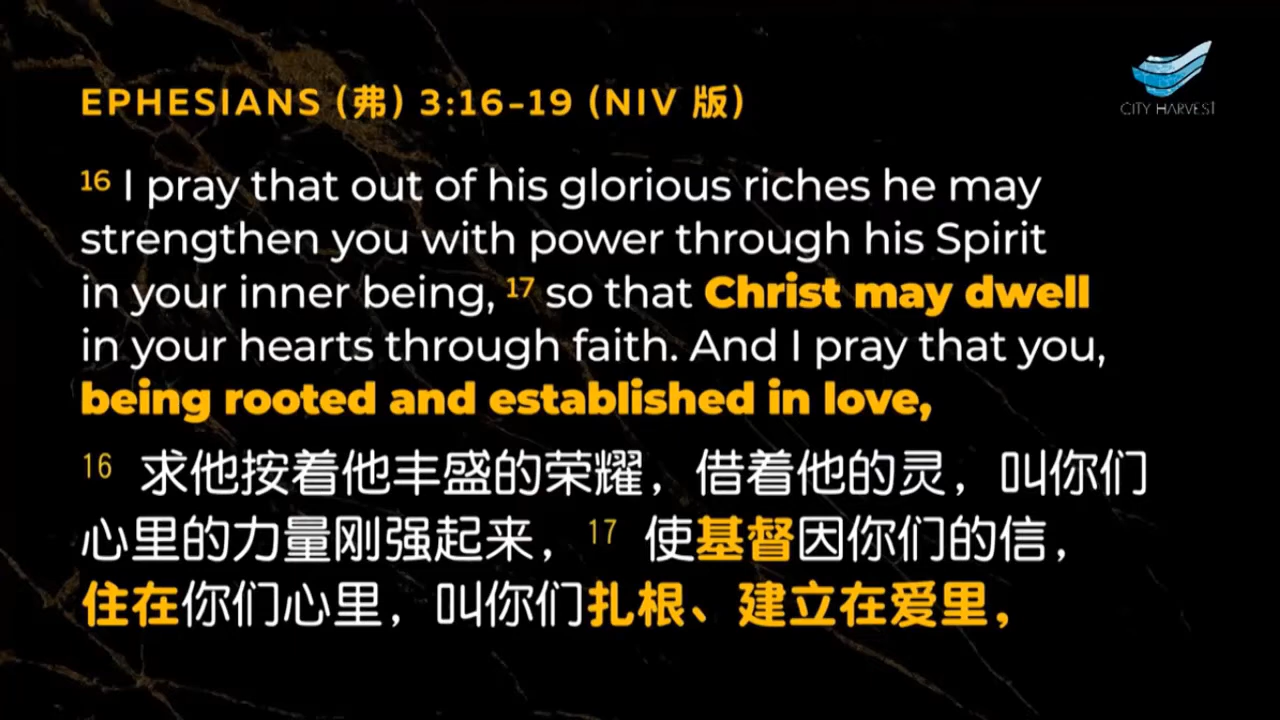 EPHESIANS (弗) 3:16-19 (NIV 版)
CITY HARVEST
16 I pray that out of his glorious riches he may
strengthen you with power through his Spirit
in your inner being, 17 so that Christ may dwell
in your hearts through faith. And I pray that you,
being rooted and established in love,
16 求他按着他丰盛的荣耀，借着他的灵，叫你们
心里的力量刚强起来，17 使基督因你们的信，
住在你们心里，叫你们扎根、建立在爱里，